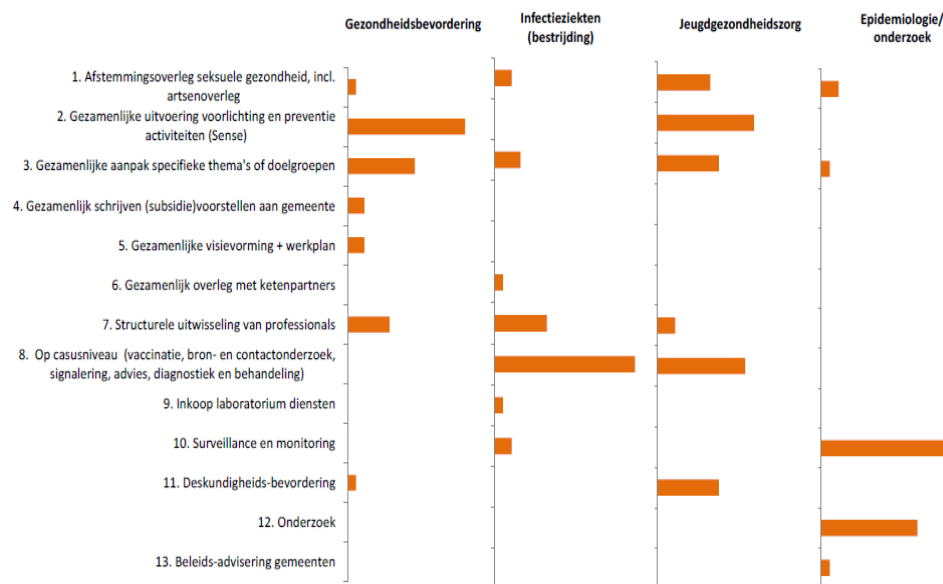 Gezondheidsbevordering
Infectieziekten
(bestrijding)
Jeugdgezondheidszorg
Epidemiologie/
onderzoek
1. Afstemmingsoverleg seksuele gezondheid, incl.
artsenoverleg
2. Gezamenlijke uitvoering voorlichting en preventie
activiteiten (Sense)
3. Gezamenlijke aanpak specifieke thema's of doelgroepen
4. Gezamenlijk schrijven (subsidie)voorstellen aan gemeente
5. Gezamenlijke visievorming + werkplan
6. Gezamenlijk overleg met ketenpartners
7. Structurele uitwisseling van professionals
8. Op casusniveau (vaccinatie, bron- en contactonderzoek,
signalering, advies, diagnostiek en behandeling)
9. Inkoop laboratorium diensten
10. Surveillance en monitoring
11. Deskundigheids-bevordering
12. Onderzoek
13. Beleids-advisering gemeenten